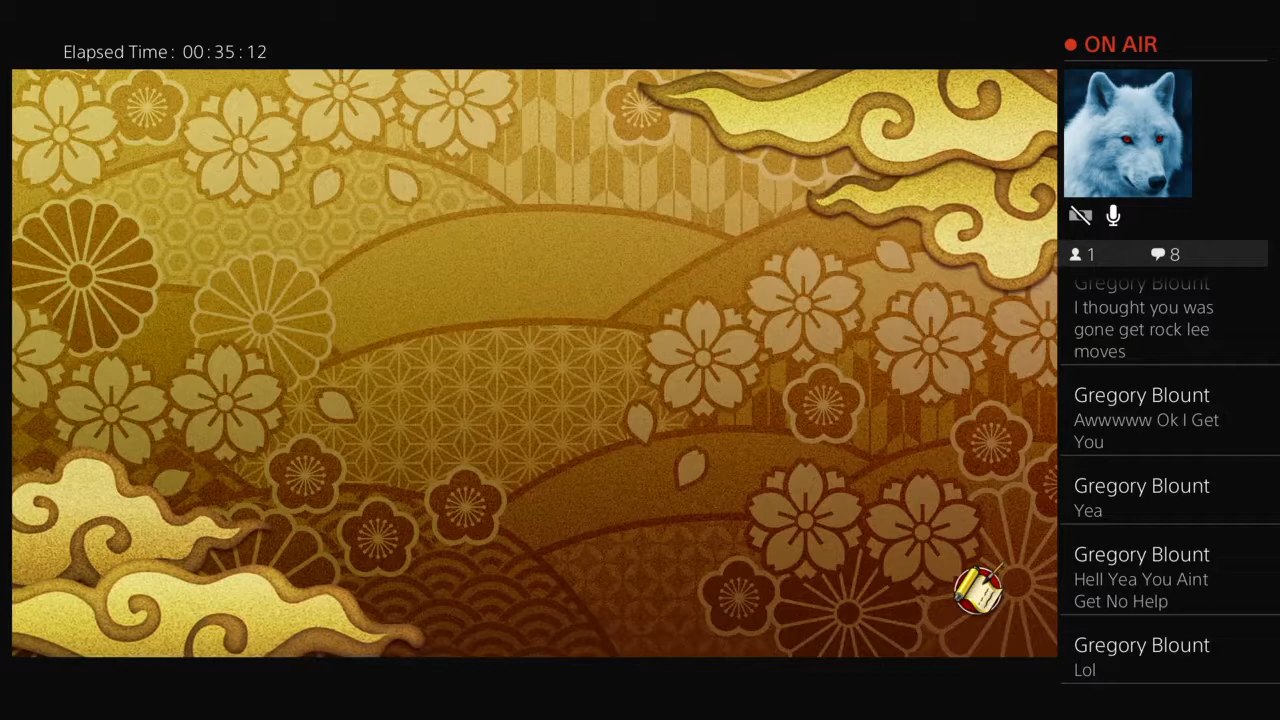 Elapsed Time: 00:35:12
ON AIR
1
8
Gregory Blount
I thought you was
gone get rock lee
moves
Gregory Blount
Awwwww Ok I Get
You
Gregory Blount
Yea
Gregory Blount
Hell Yea You Aint
Get No Help
Gregory Blount
Lol